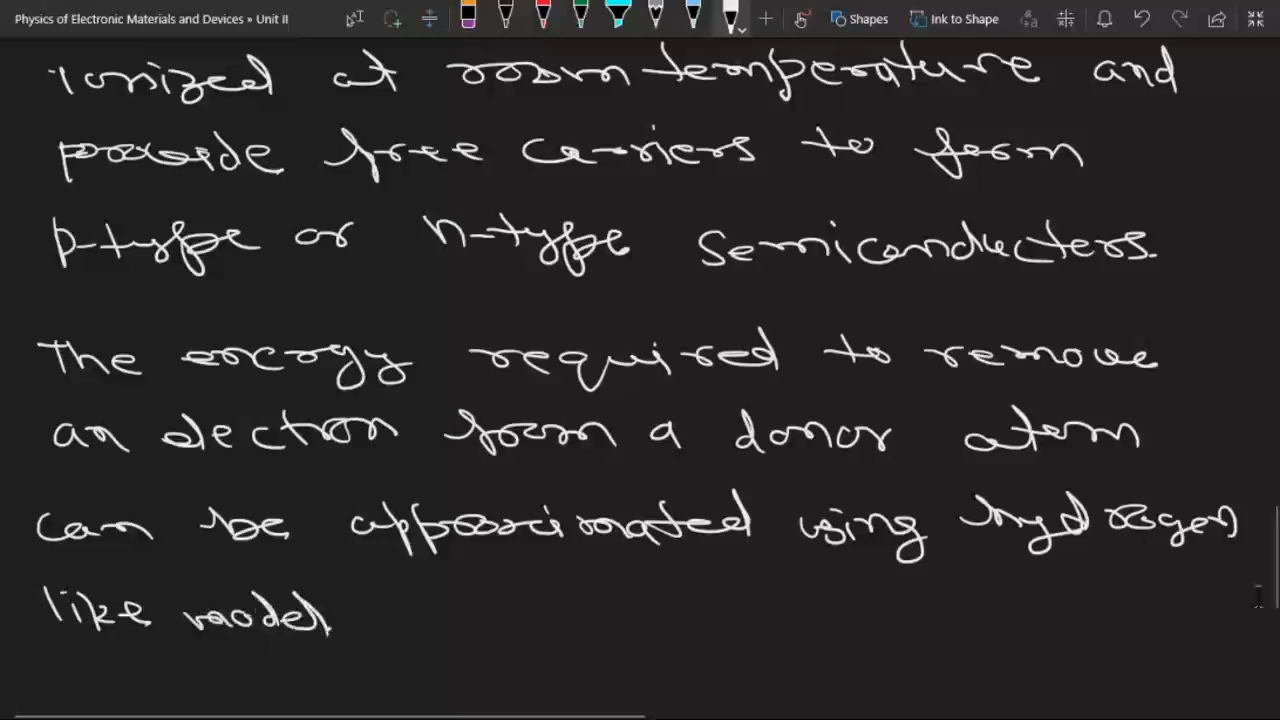 Physics of Electronic Materials and Devices » Unit II
Shapes
Ink to Shape
ionized at room temperature and
provide free carriers to form
p-type or n-type semiconducters.
The energy required to remove
an electron from a donor atom
can be approximated using hydrogen
like model